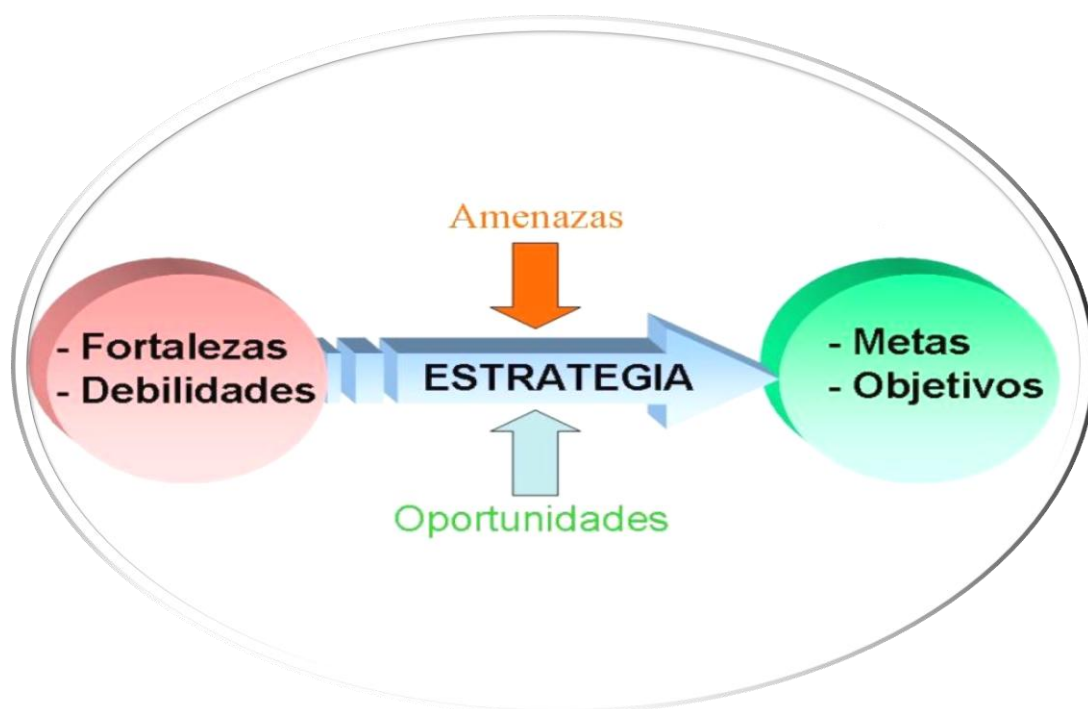 Amenazas
- Fortalezas
- Debilidades
ESTRATEGIA
- Metas
- Objetivos
Oportunidades